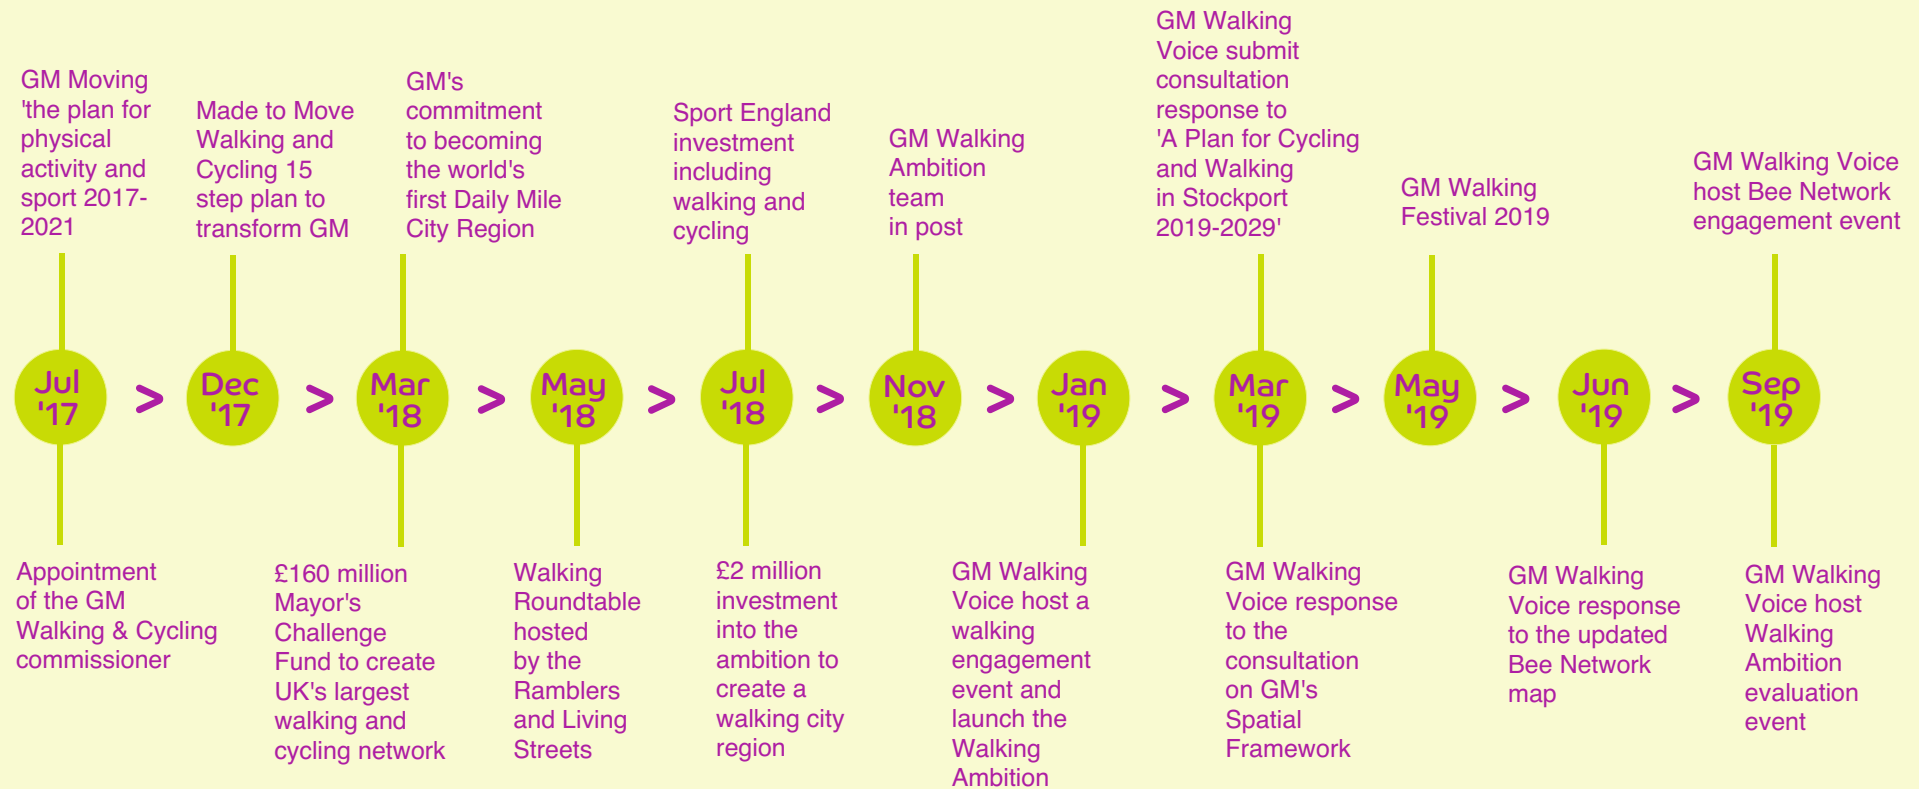 GM Moving
'the plan for
physical
activity and
sport 2017-
2021
Made to Move
Walking and
Cycling 15
step plan to
transform GM
GM's
commitment
to becoming
the world's
first Daily Mile
City Region
Sport England
investment
including
walking and
cycling
GM Walking
Ambition
team
in post
GM Walking
Voice submit
consultation
response to
'A Plan for Cycling
and Walking
in Stockport
2019-2029'
GM Walking
Festival 2019
GM Walking Voice
host Bee Network
engagement event
Jul
'17
>
Dec
'17
>
Mar
'18
>
May
'18
>
Jul
'18
>
Nov
'18
>
Jan
'19
>
Mar
'19
>
May
'19
>
Jun
'19
>
Sep
'19
Appointment
of the GM
Walking & Cycling
commissioner
£160 million
Mayor's
Challenge
Fund to create
UK's largest
walking and
cycling network
Walking
Roundtable
hosted
by the
Ramblers
and Living
Streets
£2 million
investment
into the
ambition to
create a
walking city
region
GM Walking
Voice host a
walking
engagement
event and
launch the
Walking
Ambition
GM Walking
Voice response
to the
consultation
on GM's
Spatial
Framework
GM Walking
Voice response
to the updated
Bee Network
map
GM Walking
Voice host
Walking
Ambition
evaluation
event